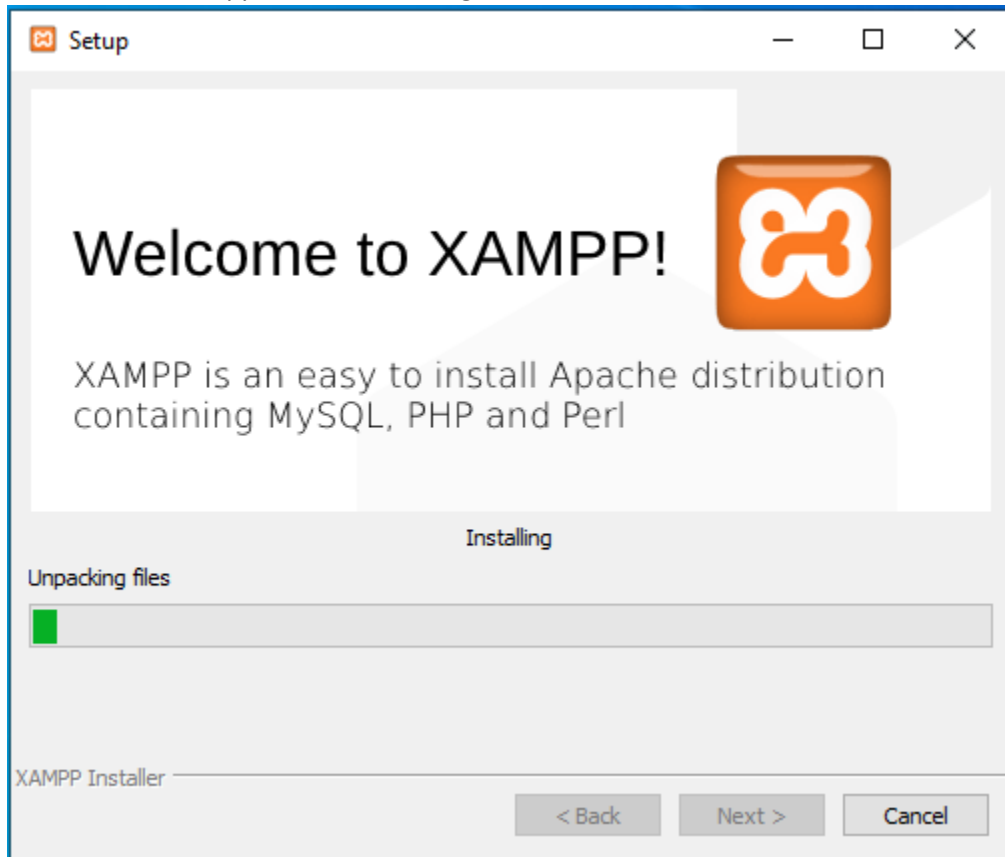 Setup
Welcome to XAMPP!
XAMPP is an easy to install Apache distribution
containing MySQL, PHP and Perl
Installing
Unpacking files
XAMPP Installer
< Back
Next >
Cancel